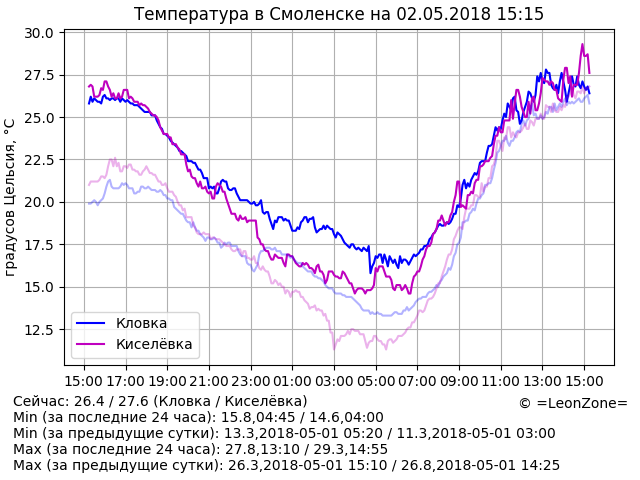 Температура в Смоленске на 02.05.2018 15:15
градусов Цельсия, °C
30.0
27.5
25.0
22.5
20.0
17.5
15.0
12.5
Кловка
Киселёвка
15:00 17:00 19:00 21:00 23:00 01:00 03:00 05:00 07:00 09:00 11:00 13:00 15:00
Сейчас: 26.4 / 27.6 (Кловка / Киселёвка)
© =LeonZone=
Min (за последние 24 часа): 15.8,04:45 / 14.6,04:00
Min (за предыдущие сутки): 13.3,2018-05-01 05:20 / 11.3,2018-05-01 03:00
Max (за последние 24 часа): 27.8,13:10 / 29.3,14:55
Max (за предыдущие сутки): 26.3,2018-05-01 15:10 / 26.8,2018-05-01 14:25